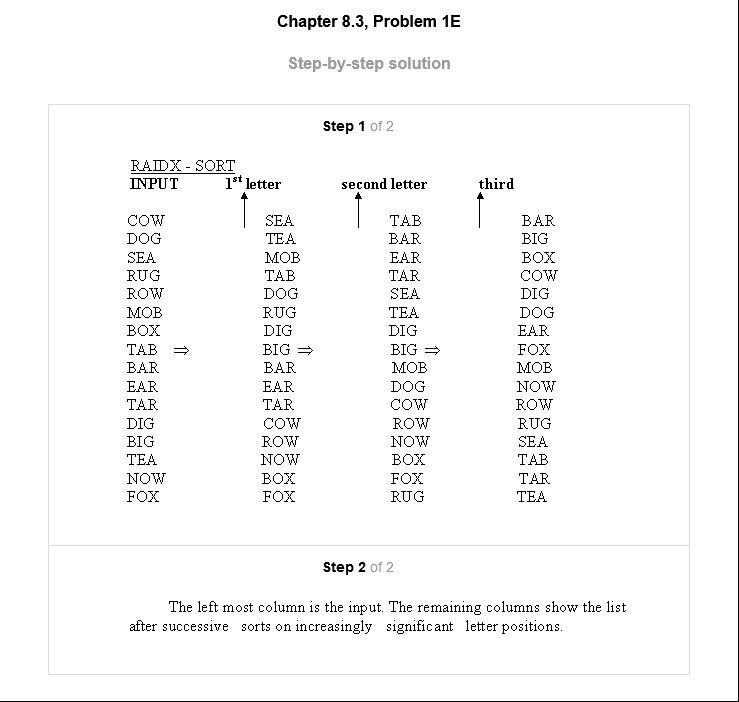 Chapter 8.3, Problem 1E
Step-by-step solution
Step 1 of 2
RAIDX - SORT
INPUT 1st letter second letter third
COW SEA TAB BAR
DOG TEA BAR BIG
SEA MOB EAR BOX
RUG TAB TAR COW
ROW DOG SEA DIG
MOB RUG TEA DOG
BOX DIG DIG EAR
TAB ⇒ BIG ⇒ BIG ⇒ FOX
BAR BAR MOB MOB
EAR EAR DOG NOW
TAR TAR COW ROW
DIG COW ROW RUG
BIG ROW NOW SEA
TEA NOW BOX TAB
NOW BOX FOX TAR
FOX FOX RUG TEA
Step 2 of 2
The left most column is the input. The remaining columns show the list
after successive sorts on increasingly significant letter positions.